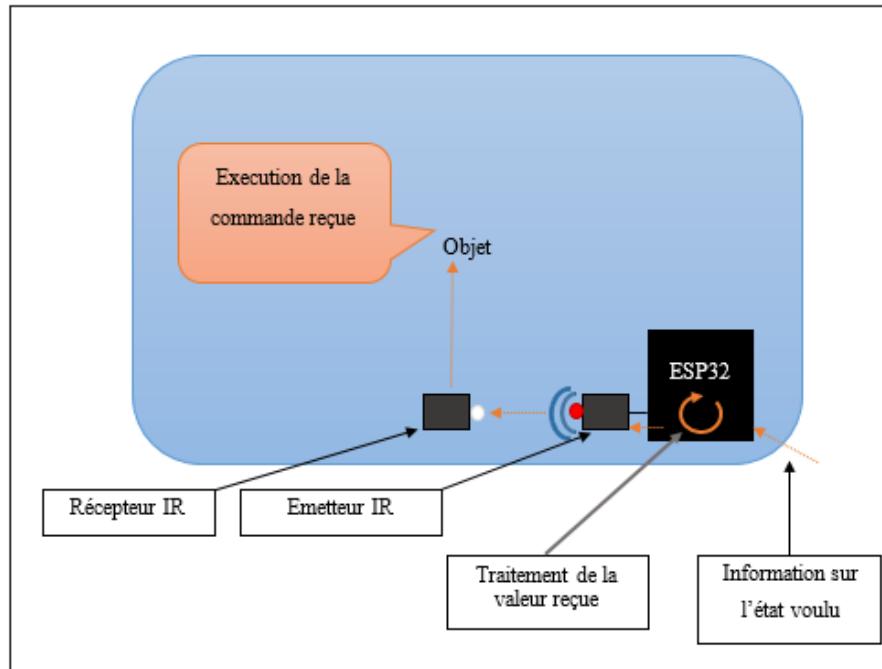 Execution de la
commande reçue
Objet
ESP32
Récepteur IR
Emetteur IR
Traitement de la
valeur reçue
Information sur
l’état voulu